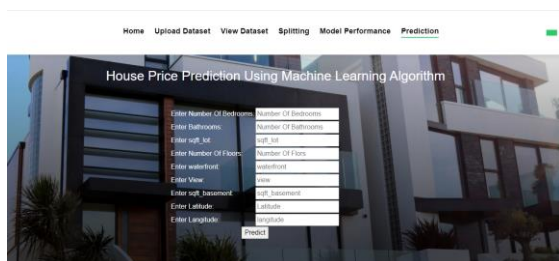 Home Upload Dataset View Dataset Splitting Model Performance Prediction
House Price Prediction Using Machine Learning Algorithm
Enter Number Of Bedrooms: Number Of Bedrooms
Enter Bathrooms: Number Of Bathrooms
Enter sqft_lot: sqft_lot
Enter Number Of Floors: Number Of Flors
Enter waterfront: waterfront
Enter View: view
Enter sqft_basement: sqft_basement
Enter Latitude: Latitude
Enter Langitude: langitude
Predict